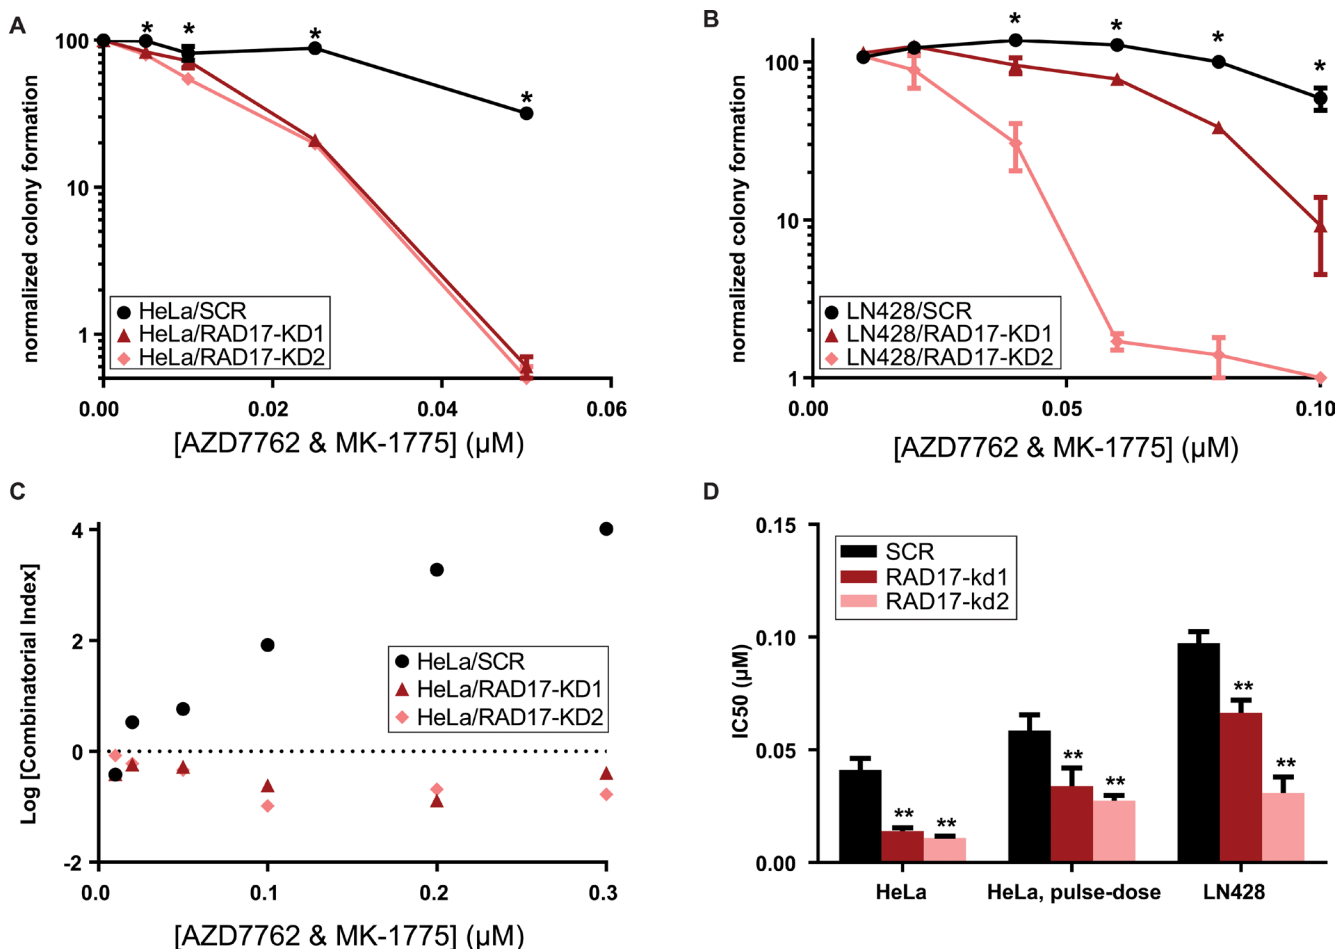 A
*
*
*
*
100
10
1
normalized colony formation
HeLa/SCR
HeLa/RAD17-KD1
HeLa/RAD17-KD2
0.00
0.02
0.04
0.06
[AZD7762 & MK-1775] (µM)
B
*
*
*
*
100
10
1
normalized colony formation
LN428/SCR
LN428/RAD17-KD1
LN428/RAD17-KD2
0.00
0.05
0.10
[AZD7762 & MK-1775] (µM)
C
4
2
0
-2
Log [Combinatorial Index]
HeLa/SCR
HeLa/RAD17-KD1
HeLa/RAD17-KD2
0.0
0.1
0.2
0.3
[AZD7762 & MK-1775] (µM)
D
0.15
0.10
0.05
0.00
IC50 (µM)
SCR
RAD17-kd1
RAD17-kd2
**
**
**
**
**
**
HeLa
HeLa, pulse-dose
LN428